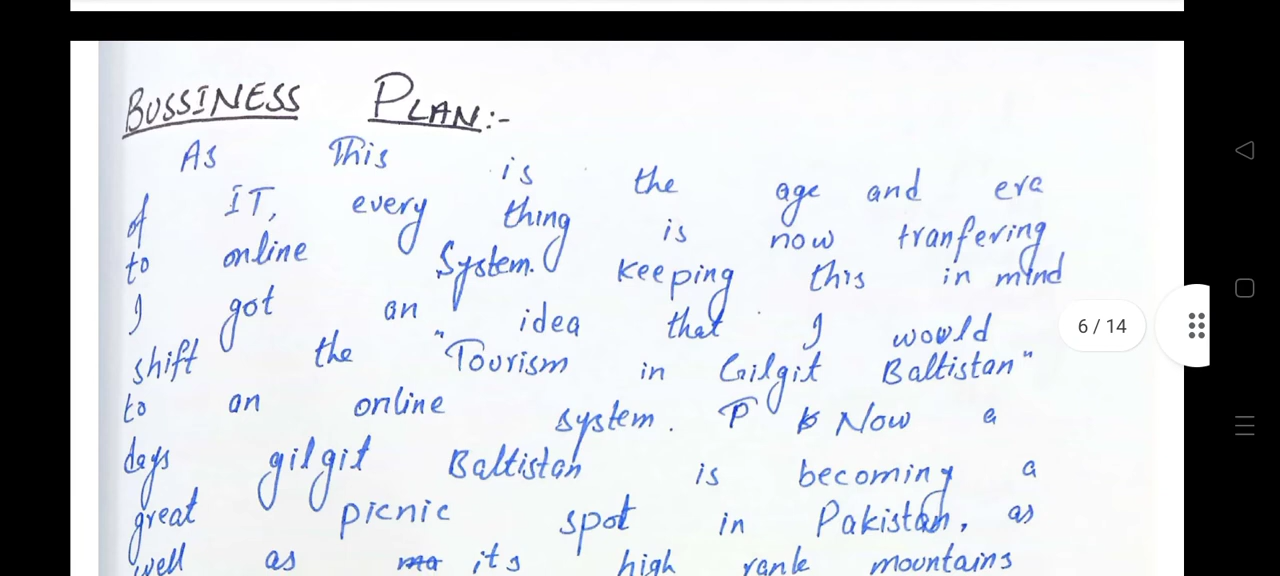 BUSSINESS PLAN:-
As This is the age and era
of IT, every thing is now tranfering
to online System. Keeping this in mind
I got an idea that I would
shift the "Tourism in Gilgit Baltistan"
to an online system. Now a
days gilgit Baltistan is becoming a
great picnic spot in Pakistan, as
well as its high rank mountains
6 / 14